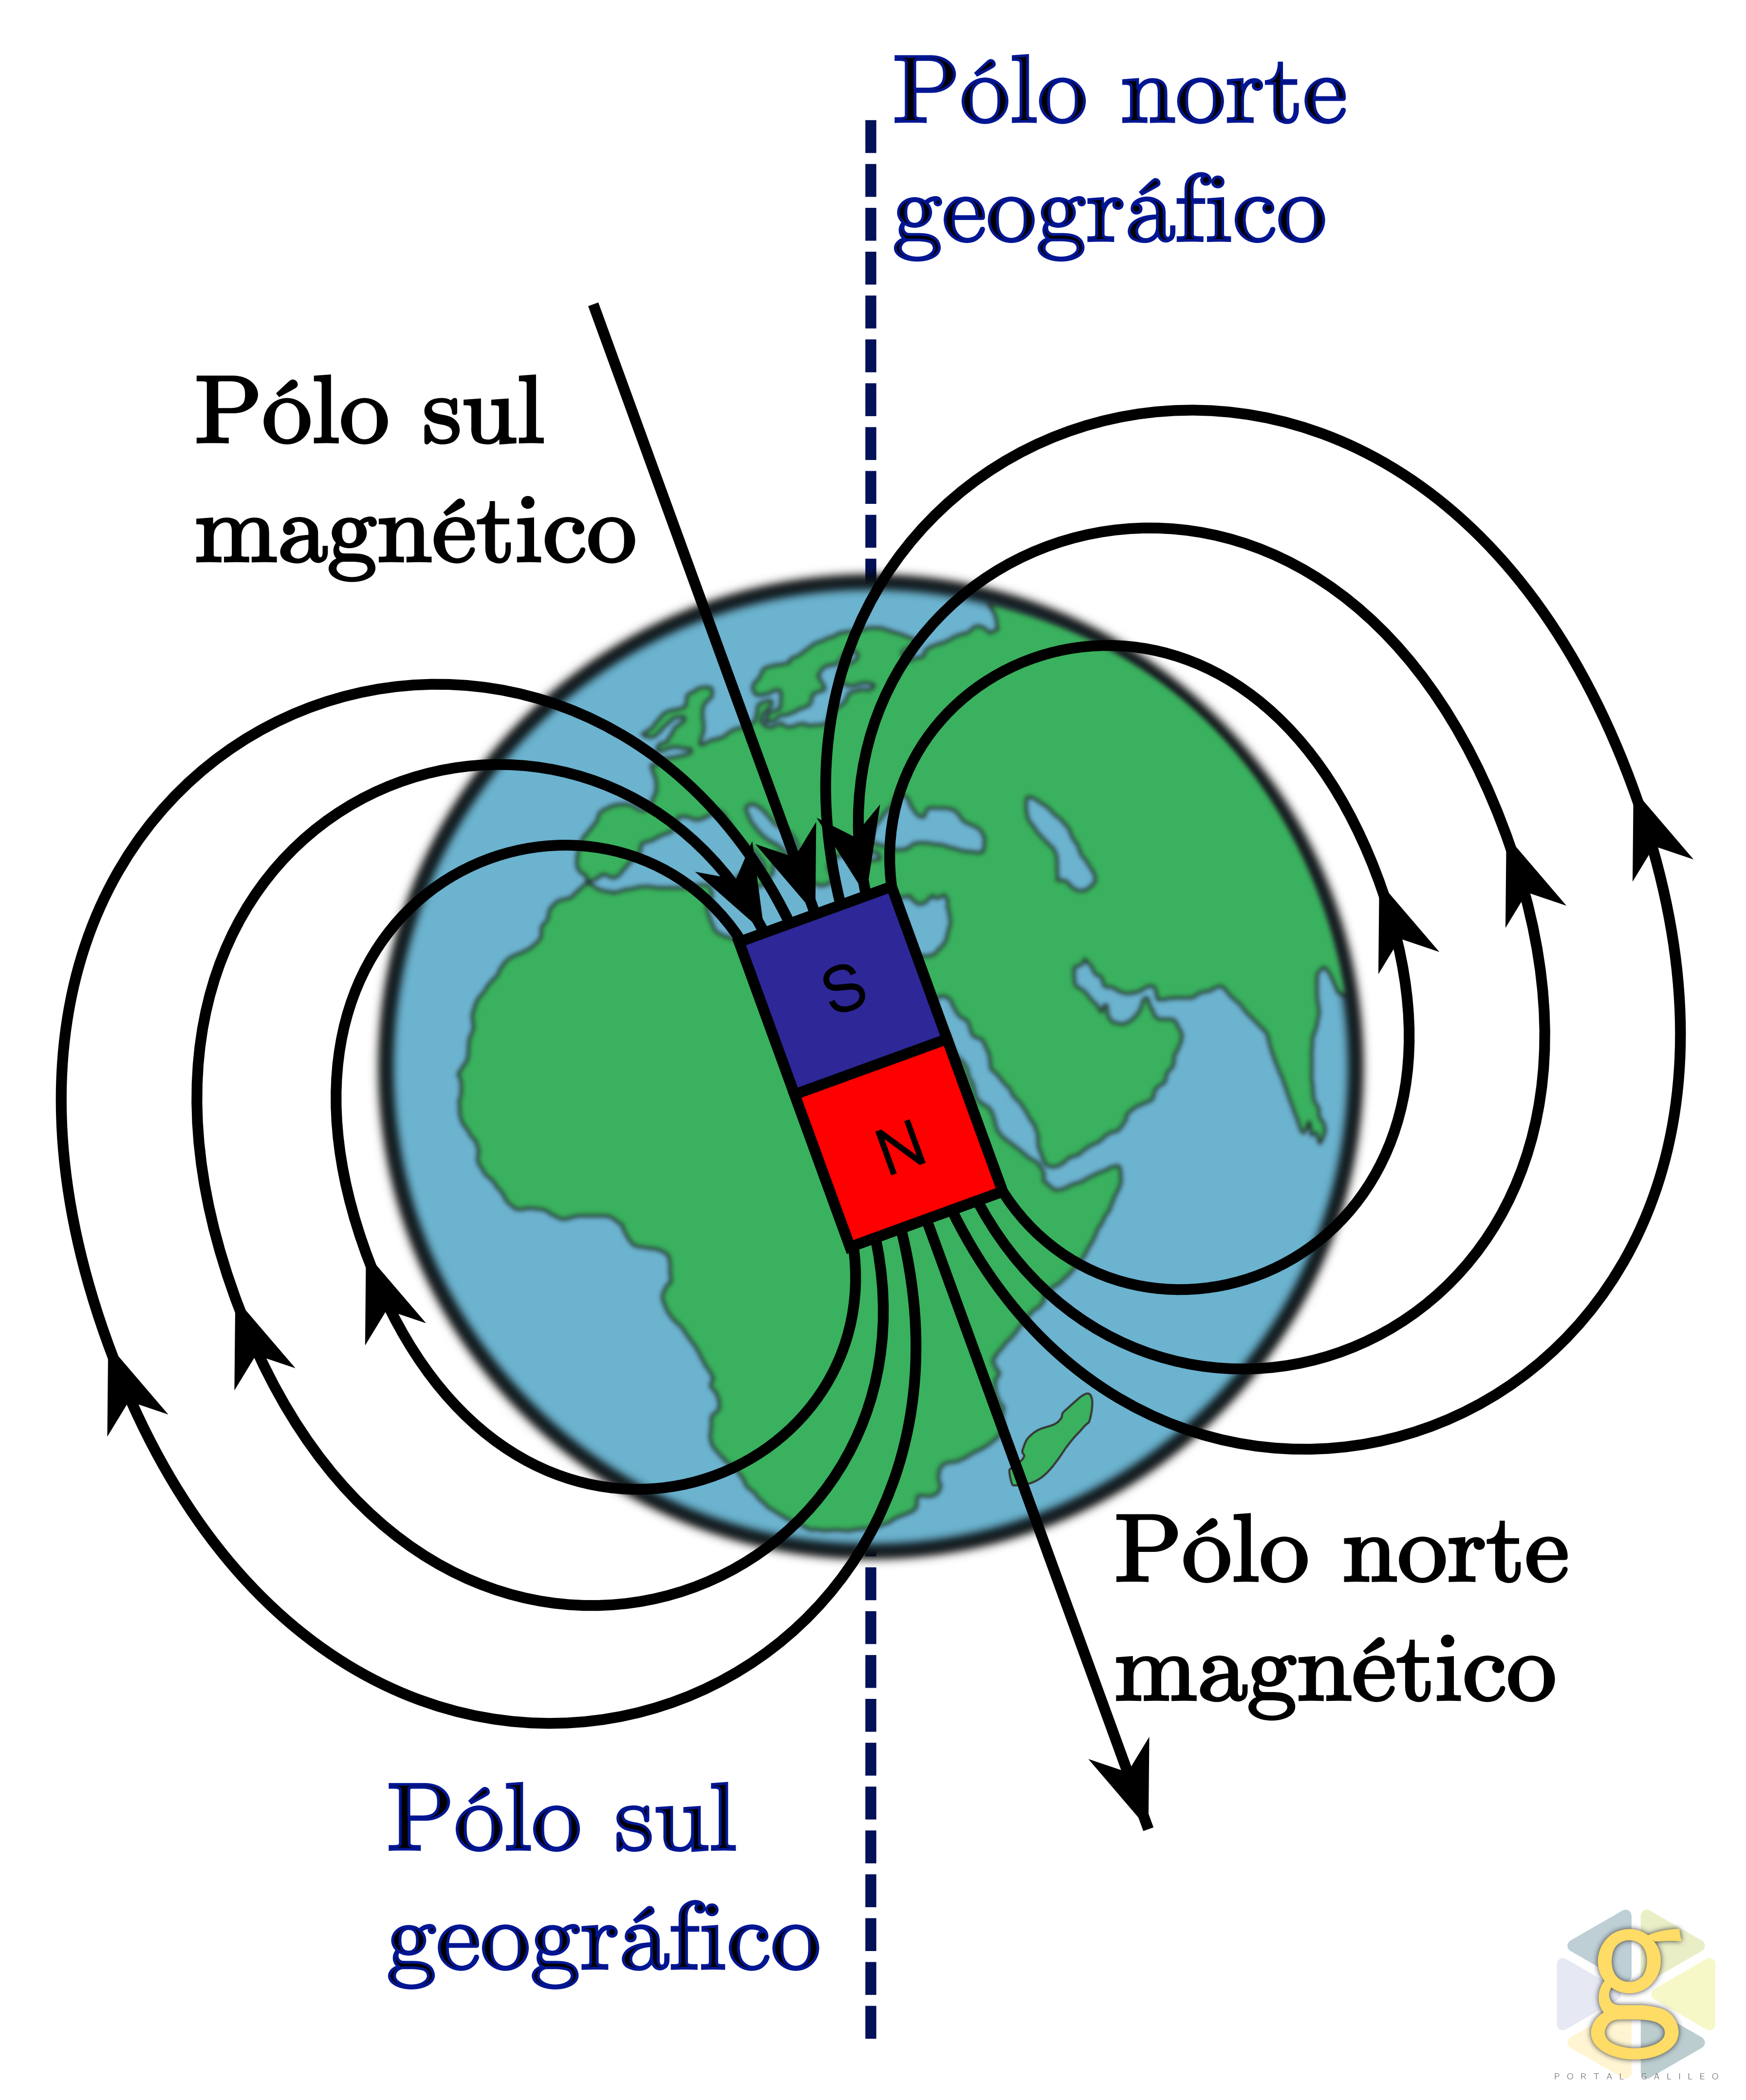 Pólo norte
geográfico
Pólo sul
magnético
S
N
Pólo norte
magnético
Pólo sul
geográfico
g
PORTAL GALILEO